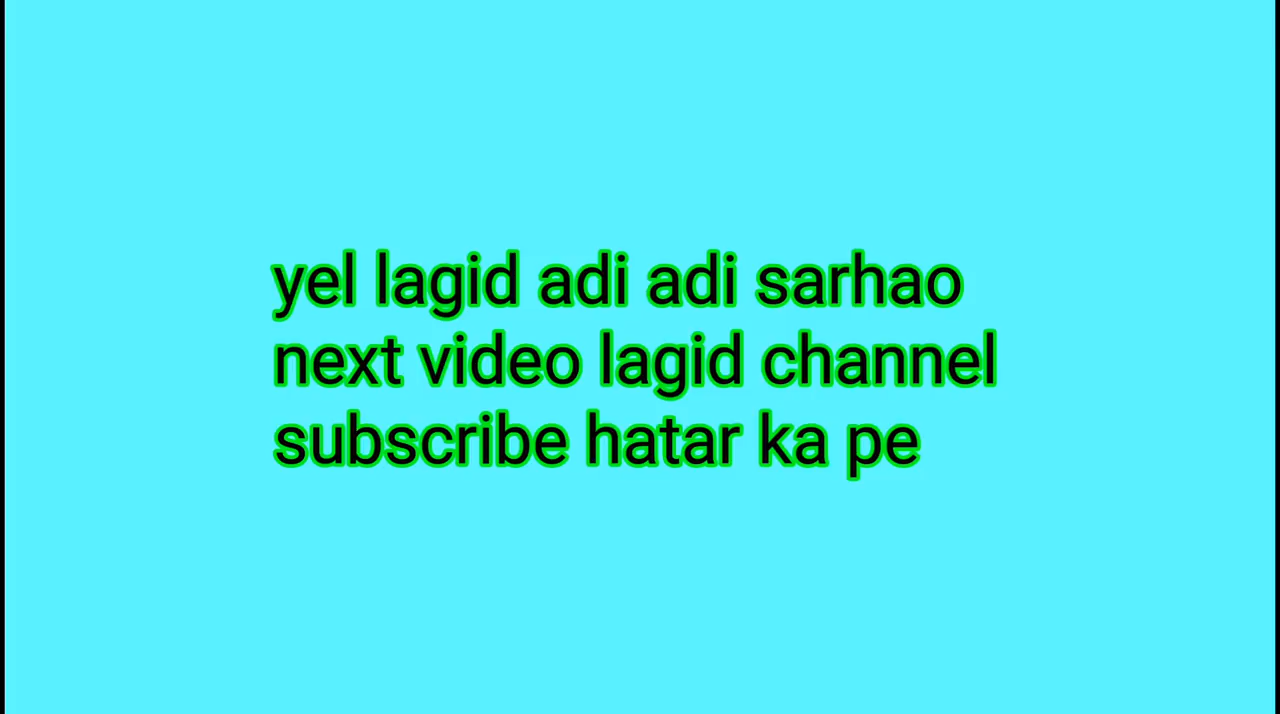 yel lagid adi adi sarhao
next video lagid channel
subscribe hatar ka pe